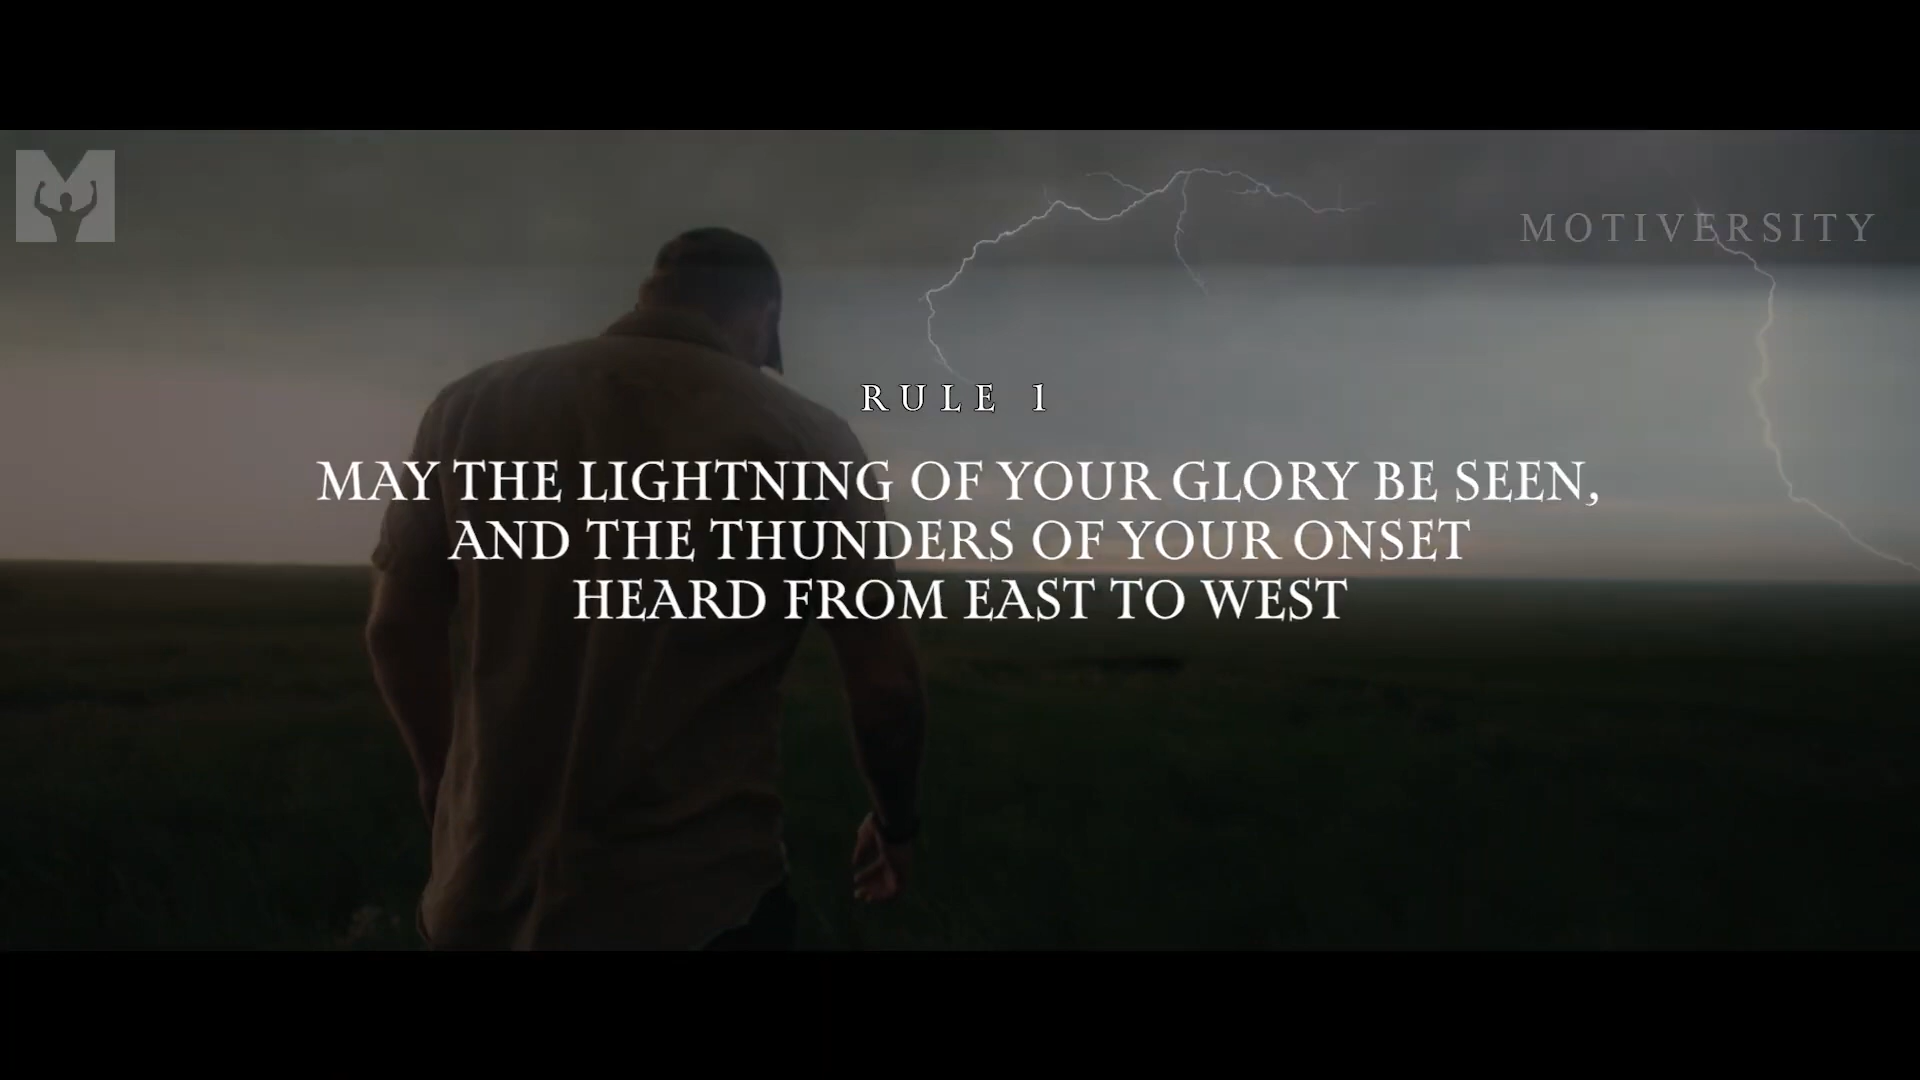 MOTIVERSITY
RULE 1
MAY THE LIGHTNING OF YOUR GLORY BE SEEN,
AND THE THUNDERS OF YOUR ONSET
HEARD FROM EAST TO WEST